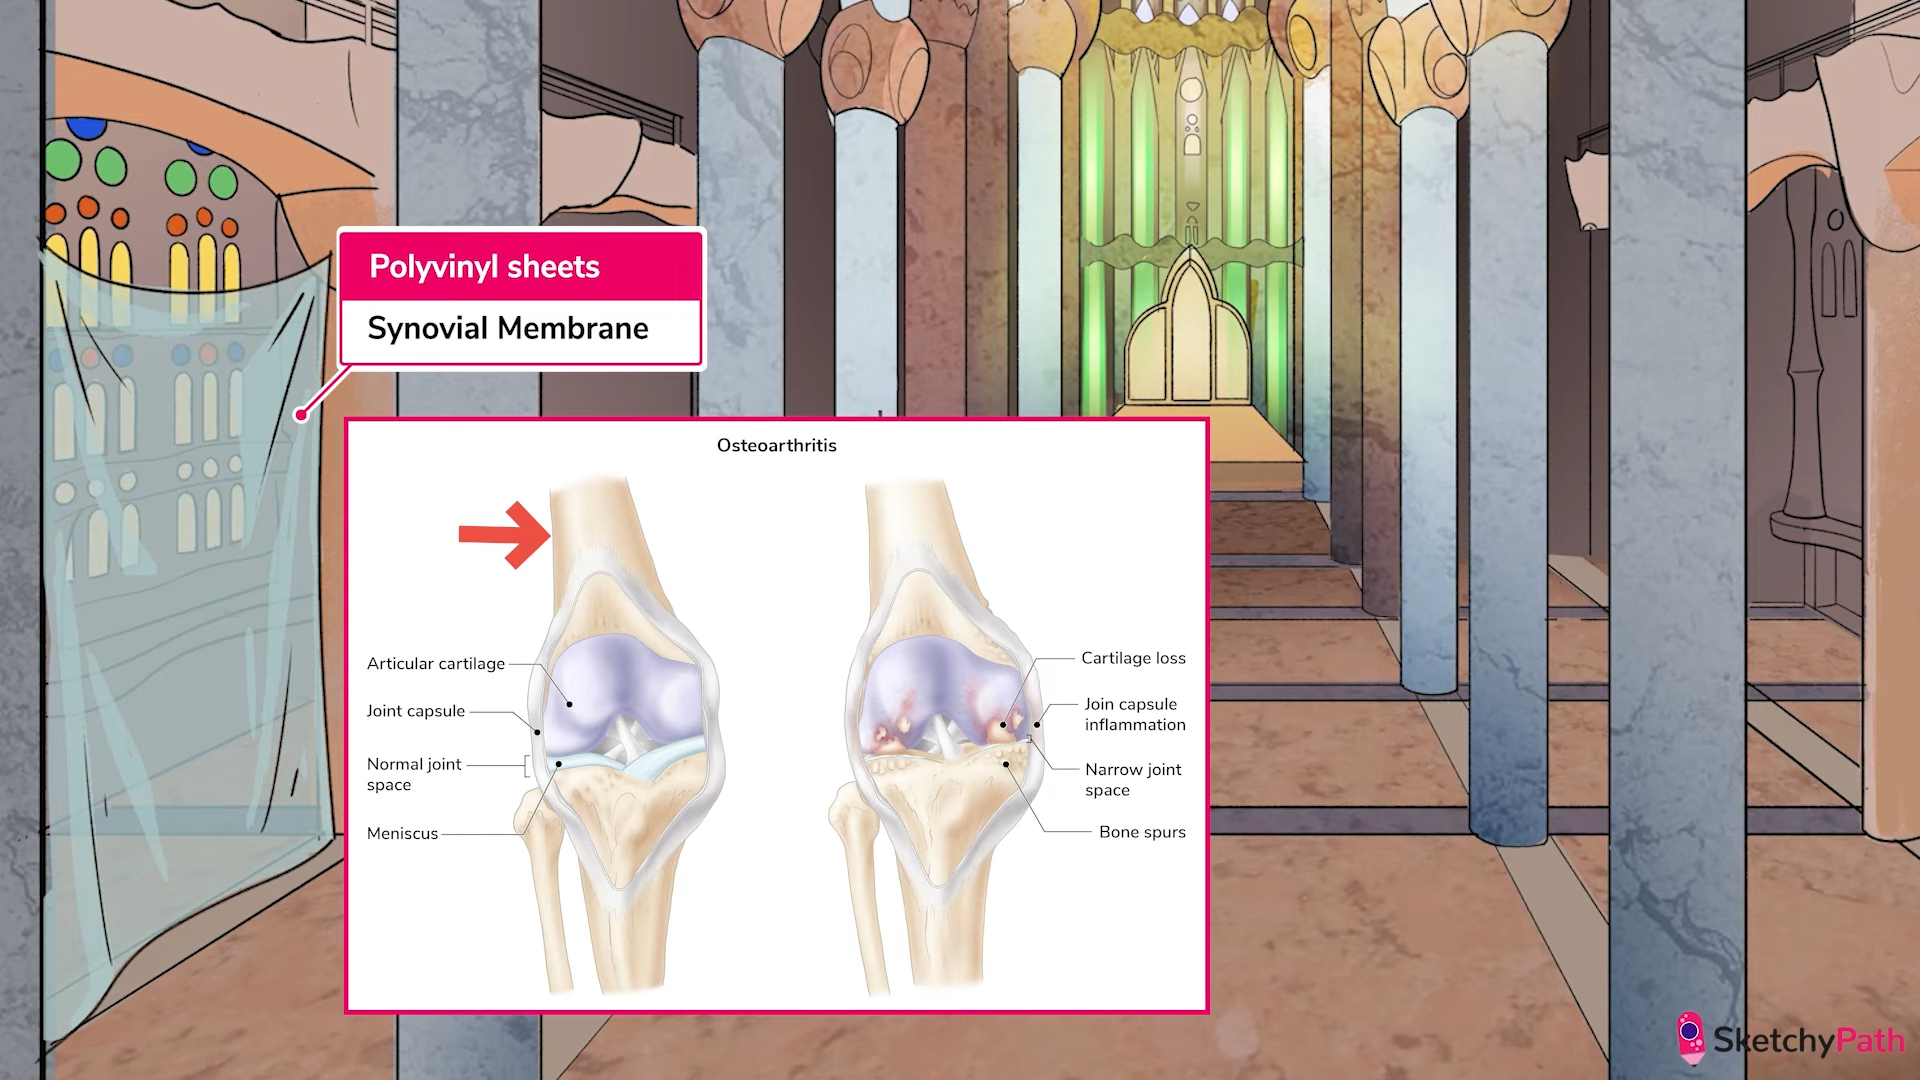 Polyvinyl sheets
Synovial Membrane
Osteoarthritis
Articular cartilage
Joint capsule
Normal joint
space
Meniscus
Cartilage loss
Join capsule
inflammation
Narrow joint
space
Bone spurs
SketchyPath